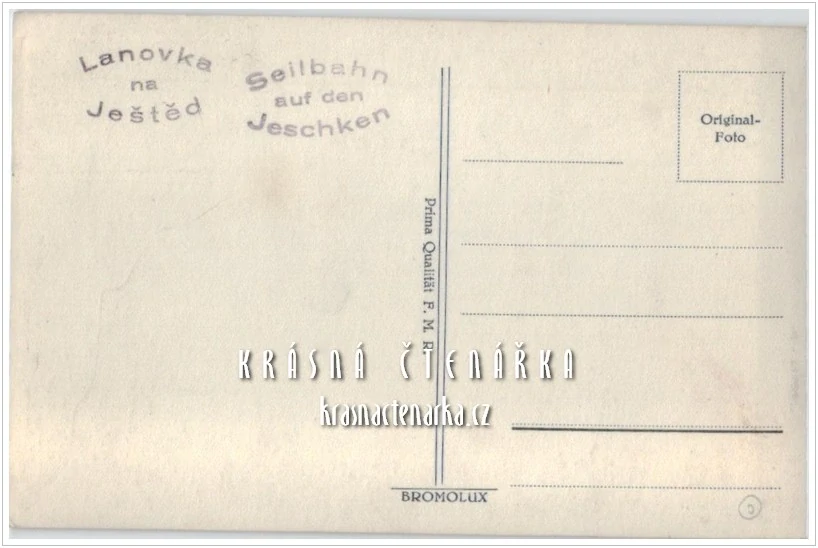 Lanovka
na
Ještěd
Seilbahn
auf den
Jeschken
Original-
Foto
Prima Qualität F. M. R.
KRÁSNÁ ČTENÁŘKA
krasnactenarka.cz
BROMOLUX